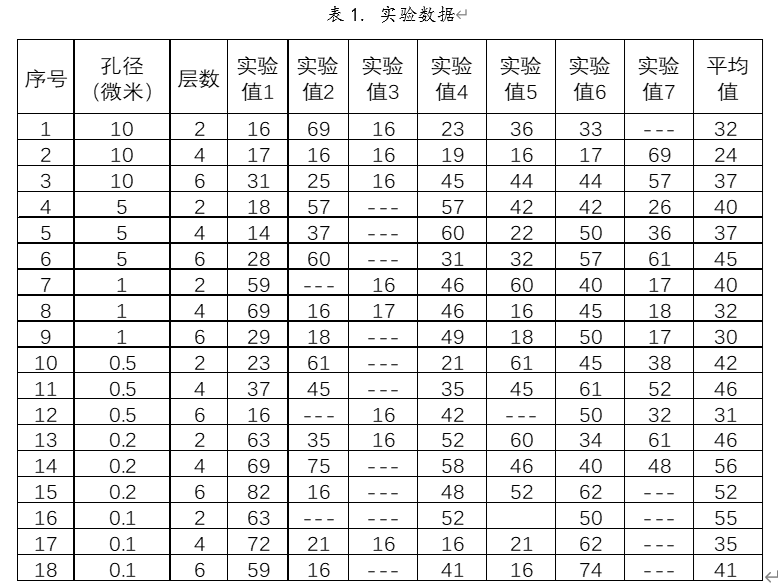 表 1. 实验数据↵
序号 孔径（微米） 层数 实验值1 实验值2 实验值3 实验值4 实验值5 实验值6 实验值7 平均值
1 10 2 16 69 16 23 36 33 --- 32
2 10 4 17 16 16 19 16 17 69 24
3 10 6 31 25 16 45 44 44 57 37
4 5 2 18 57 --- 57 42 42 26 40
5 5 4 14 37 --- 60 22 50 36 37
6 5 6 28 60 --- 31 32 57 61 45
7 1 2 59 --- 16 46 60 40 17 40
8 1 4 69 16 17 46 16 45 18 32
9 1 6 29 18 --- 49 18 50 17 30
10 0.5 2 23 61 --- 21 61 45 38 42
11 0.5 4 37 45 --- 35 45 61 52 46
12 0.5 6 16 --- 16 42 --- 50 32 31
13 0.2 2 63 35 16 52 60 34 61 46
14 0.2 4 69 75 --- 58 46 40 48 56
15 0.2 6 82 16 --- 48 52 62 --- 52
16 0.1 2 63 --- --- 52 50 --- 55
17 0.1 4 72 21 16 16 21 62 --- 35
18 0.1 6 59 16 --- 41 16 74 --- 41↵